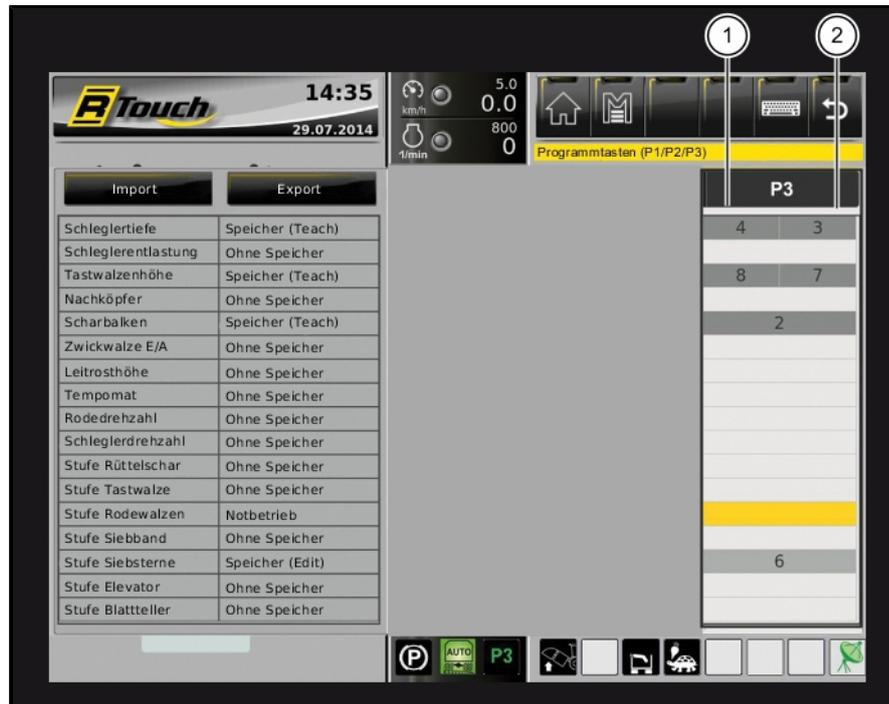 1 2
R Touch
14:35
29.07.2014
km/h
5.0
0.0
1/min
800
0
Programmtasten (P1/P2/P3)
Import Export
P3
Schleglertiefe Speicher (Teach) 4 3
Schleglerentlastung Ohne Speicher
Tastwalzenhöhe Speicher (Teach) 8 7
Nachköpfer Ohne Speicher
Scharbalken Speicher (Teach) 2
Zwickwalze E/A Ohne Speicher
Leitrosthöhe Ohne Speicher
Tempomat Ohne Speicher
Rodedrehzahl Ohne Speicher
Schleglerdrehzahl Ohne Speicher
Stufe Rüttelschar Ohne Speicher
Stufe Tastwalze Ohne Speicher
Stufe Rodewalzen Notbetrieb
Stufe Siebband Ohne Speicher
Stufe Siebsterne Speicher (Edit) 6
Stufe Elevator Ohne Speicher
Stufe Blattteller Ohne Speicher
P AUTO P3